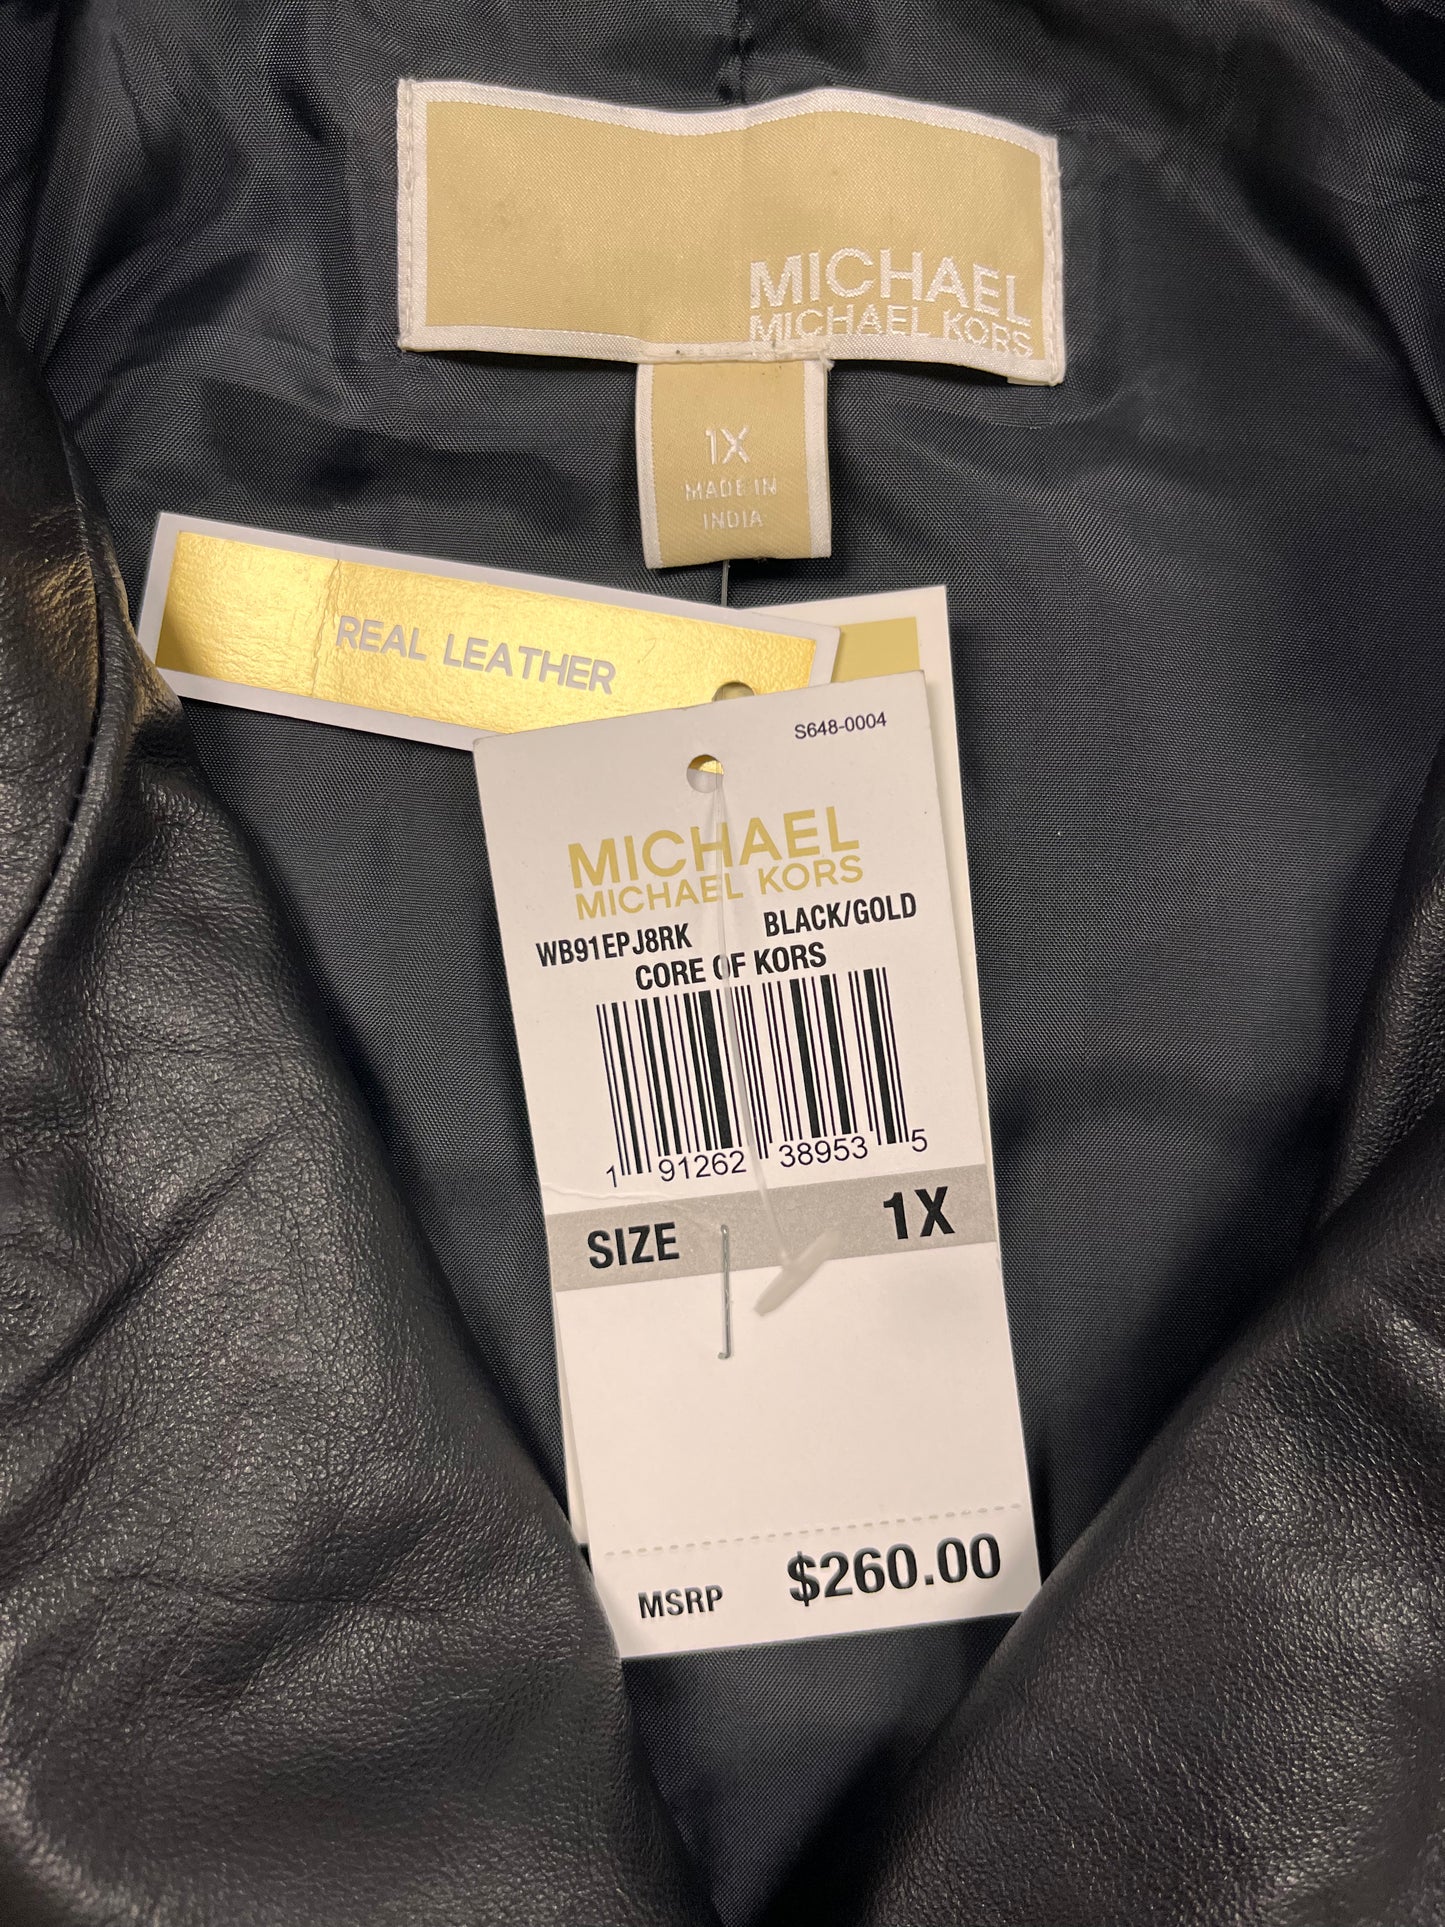 MICHAEL
MICHAEL KORS
1X
MADE IN
INDIA
REAL LEATHER
S648-0004
MICHAEL
MICHAEL KORS
WB91EPJ8RK BLACK/GOLD
CORE OF KORS
1 91262 38953 5
SIZE 1X
MSRP $260.00